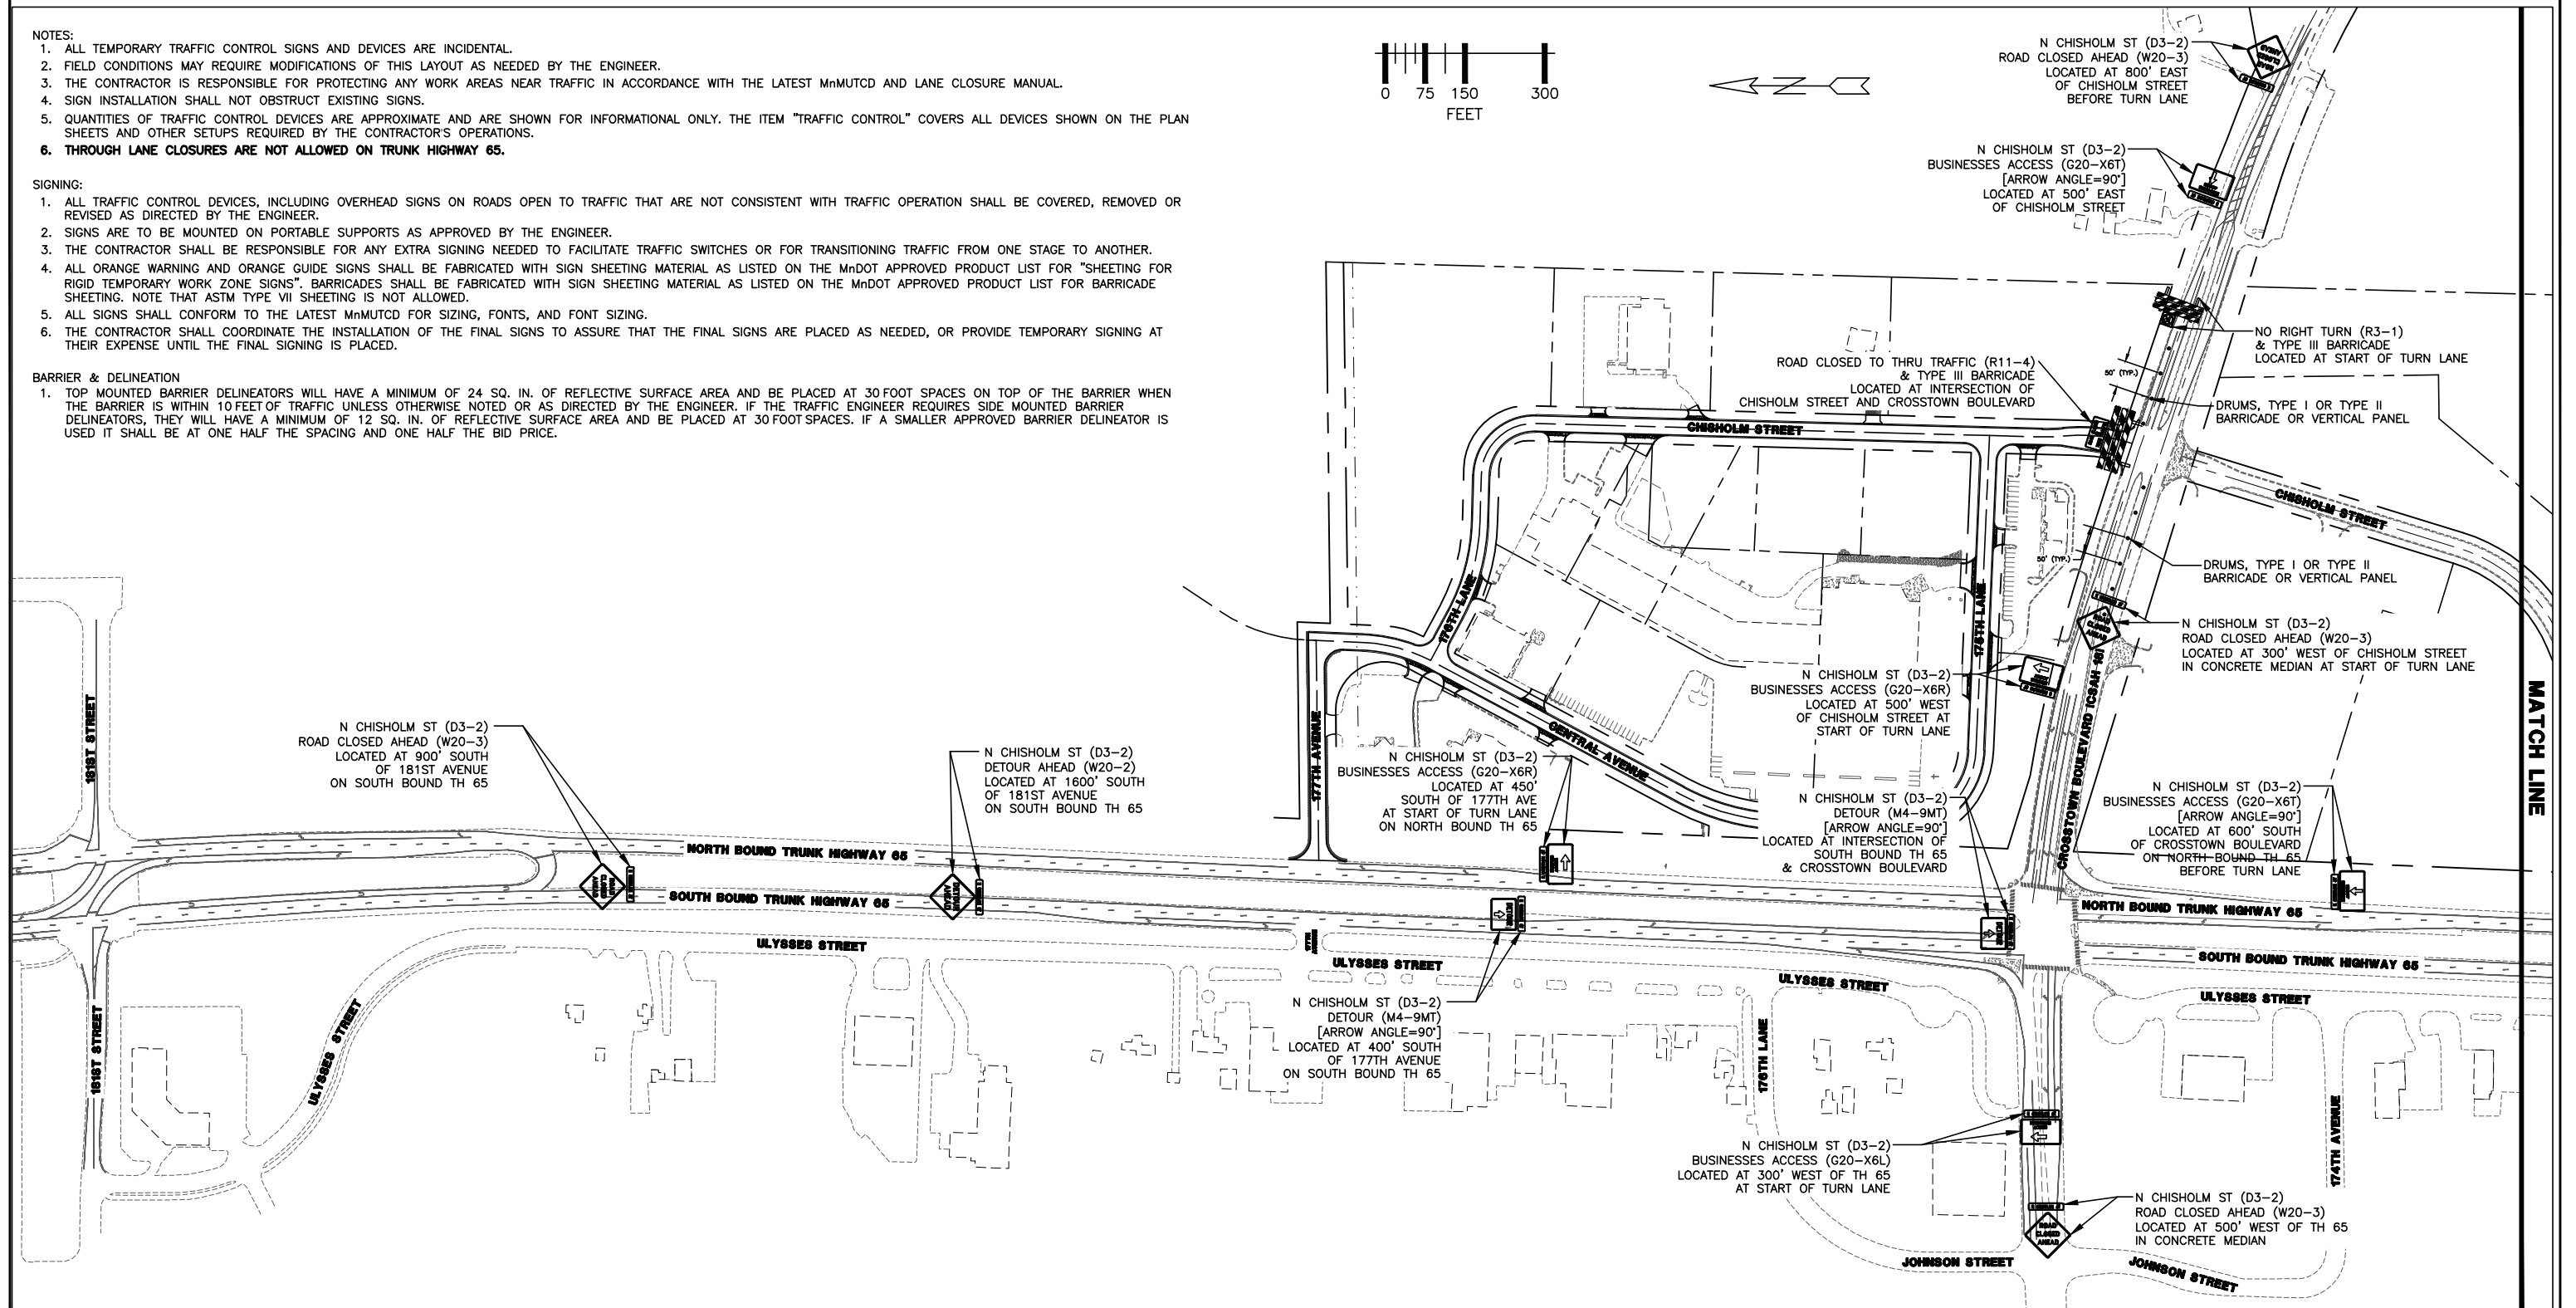 NOTES:
1. ALL TEMPORARY TRAFFIC CONTROL SIGNS AND DEVICES ARE INCIDENTAL.
2. FIELD CONDITIONS MAY REQUIRE MODIFICATIONS OF THIS LAYOUT AS NEEDED BY THE ENGINEER.
3. THE CONTRACTOR IS RESPONSIBLE FOR PROTECTING ANY WORK AREAS NEAR TRAFFIC IN ACCORDANCE WITH THE LATEST MnMUTCD AND LANE CLOSURE MANUAL.
4. SIGN INSTALLATION SHALL NOT OBSTRUCT EXISTING SIGNS.
5. QUANTITIES OF TRAFFIC CONTROL DEVICES ARE APPROXIMATE AND ARE SHOWN FOR INFORMATIONAL ONLY. THE ITEM "TRAFFIC CONTROL" COVERS ALL DEVICES SHOWN ON THE PLAN
SHEETS AND OTHER SETUPS REQUIRED BY THE CONTRACTOR'S OPERATIONS.
6. THROUGH LANE CLOSURES ARE NOT ALLOWED ON TRUNK HIGHWAY 65.
SIGNING:
1. ALL TRAFFIC CONTROL DEVICES, INCLUDING OVERHEAD SIGNS ON ROADS OPEN TO TRAFFIC THAT ARE NOT CONSISTENT WITH TRAFFIC OPERATION SHALL BE COVERED, REMOVED OR
REVISED AS DIRECTED BY THE ENGINEER.
2. SIGNS ARE TO BE MOUNTED ON PORTABLE SUPPORTS AS APPROVED BY THE ENGINEER.
3. THE CONTRACTOR SHALL BE RESPONSIBLE FOR ANY EXTRA SIGNING NEEDED TO FACILITATE TRAFFIC SWITCHES OR FOR TRANSITIONING TRAFFIC FROM ONE STAGE TO ANOTHER.
4. ALL ORANGE WARNING AND ORANGE GUIDE SIGNS SHALL BE FABRICATED WITH SIGN SHEETING MATERIAL AS LISTED ON THE MnDOT APPROVED PRODUCT LIST FOR "SHEETING FOR
RIGID TEMPORARY WORK ZONE SIGNS". BARRICADES SHALL BE FABRICATED WITH SIGN SHEETING MATERIAL AS LISTED ON THE MnDOT APPROVED PRODUCT LIST FOR BARRICADE
SHEETING. NOTE THAT ASTM TYPE VII SHEETING IS NOT ALLOWED.
5. ALL SIGNS SHALL CONFORM TO THE LATEST MnMUTCD FOR SIZING, FONTS, AND FONT SIZING.
6. THE CONTRACTOR SHALL COORDINATE THE INSTALLATION OF THE FINAL SIGNS TO ASSURE THAT THE FINAL SIGNS ARE PLACED AS NEEDED, OR PROVIDE TEMPORARY SIGNING AT
THEIR EXPENSE UNTIL THE FINAL SIGNING IS PLACED.
BARRIER & DELINEATION
1. TOP MOUNTED BARRIER DELINEATORS WILL HAVE A MINIMUM OF 24 SQ. IN. OF REFLECTIVE SURFACE AREA AND BE PLACED AT 30 FOOT SPACES ON TOP OF THE BARRIER WHEN
THE BARRIER IS WITHIN 10 FEET OF TRAFFIC UNLESS OTHERWISE NOTED OR AS DIRECTED BY THE ENGINEER. IF THE TRAFFIC ENGINEER REQUIRES SIDE MOUNTED BARRIER
DELINEATORS, THEY WILL HAVE A MINIMUM OF 12 SQ. IN. OF REFLECTIVE SURFACE AREA AND BE PLACED AT 30 FOOT SPACES. IF A SMALLER APPROVED BARRIER DELINEATOR IS
USED IT SHALL BE AT ONE HALF THE SPACING AND ONE HALF THE BID PRICE.
0 75 150 300
FEET
N
N CHISHOLM ST (D3-2)
ROAD CLOSED AHEAD (W20-3)
LOCATED AT 800' EAST
OF CHISHOLM STREET
BEFORE TURN LANE
ROAD
CLOSED
AHEAD
N CHISHOLM ST (D3-2)
BUSINESSES ACCESS (G20-X6T)
[ARROW ANGLE=90°]
LOCATED AT 500' EAST
OF CHISHOLM STREET
NO RIGHT TURN (R3-1)
& TYPE III BARRICADE
LOCATED AT START OF TURN LANE
ROAD CLOSED TO THRU TRAFFIC (R11-4)
& TYPE III BARRICADE
LOCATED AT INTERSECTION OF
CHISHOLM STREET AND CROSSTOWN BOULEVARD
50' (TYP.)
DRUMS, TYPE I OR TYPE II
BARRICADE OR VERTICAL PANEL
CHISHOLM STREET
CHISHOLM STREET
50' (TYP.)
DRUMS, TYPE I OR TYPE II
BARRICADE OR VERTICAL PANEL
176TH LANE
175TH LANE
N CHISHOLM ST (D3-2)
ROAD CLOSED AHEAD (W20-3)
LOCATED AT 300' WEST OF CHISHOLM STREET
IN CONCRETE MEDIAN AT START OF TURN LANE
ROAD
CLOSED
AHEAD
N CHISHOLM ST (D3-2)
BUSINESSES ACCESS (G20-X6R)
LOCATED AT 500' WEST
OF CHISHOLM STREET AT
START OF TURN LANE
CROSSTOWN BOULEVARD (CSAH 18)
MATCH LINE
181ST STREET
N CHISHOLM ST (D3-2)
ROAD CLOSED AHEAD (W20-3)
LOCATED AT 900' SOUTH
OF 181ST AVENUE
ON SOUTH BOUND TH 65
N CHISHOLM ST (D3-2)
DETOUR AHEAD (W20-2)
LOCATED AT 1600' SOUTH
OF 181ST AVENUE
ON SOUTH BOUND TH 65
177TH AVENUE
CENTRAL AVENUE
N CHISHOLM ST (D3-2)
BUSINESSES ACCESS (G20-X6R)
LOCATED AT 450'
SOUTH OF 177TH AVE
AT START OF TURN LANE
ON NORTH BOUND TH 65
N CHISHOLM ST (D3-2)
DETOUR (M4-9MT)
[ARROW ANGLE=90°]
LOCATED AT INTERSECTION OF
SOUTH BOUND TH 65
& CROSSTOWN BOULEVARD
N CHISHOLM ST (D3-2)
BUSINESSES ACCESS (G20-X6T)
[ARROW ANGLE=90°]
LOCATED AT 600' SOUTH
OF CROSSTOWN BOULEVARD
ON NORTH BOUND TH 65
BEFORE TURN LANE
NORTH BOUND TRUNK HIGHWAY 65
SOUTH BOUND TRUNK HIGHWAY 65
ROAD
CLOSED
AHEAD
DETOUR
AHEAD
DETOUR
DETOUR
NORTH BOUND TRUNK HIGHWAY 65
SOUTH BOUND TRUNK HIGHWAY 65
ULYSSES STREET
177TH
AVENUE
ULYSSES STREET
ULYSSES STREET
ULYSSES STREET
181ST STREET
ULYSSES STREET
N CHISHOLM ST (D3-2)
DETOUR (M4-9MT)
[ARROW ANGLE=90°]
LOCATED AT 400' SOUTH
OF 177TH AVENUE
ON SOUTH BOUND TH 65
176TH LANE
174TH AVENUE
N CHISHOLM ST (D3-2)
BUSINESSES ACCESS (G20-X6L)
LOCATED AT 300' WEST OF TH 65
AT START OF TURN LANE
N CHISHOLM ST (D3-2)
ROAD CLOSED AHEAD (W20-3)
LOCATED AT 500' WEST OF TH 65
IN CONCRETE MEDIAN
ROAD
CLOSED
AHEAD
JOHNSON STREET
JOHNSON STREET